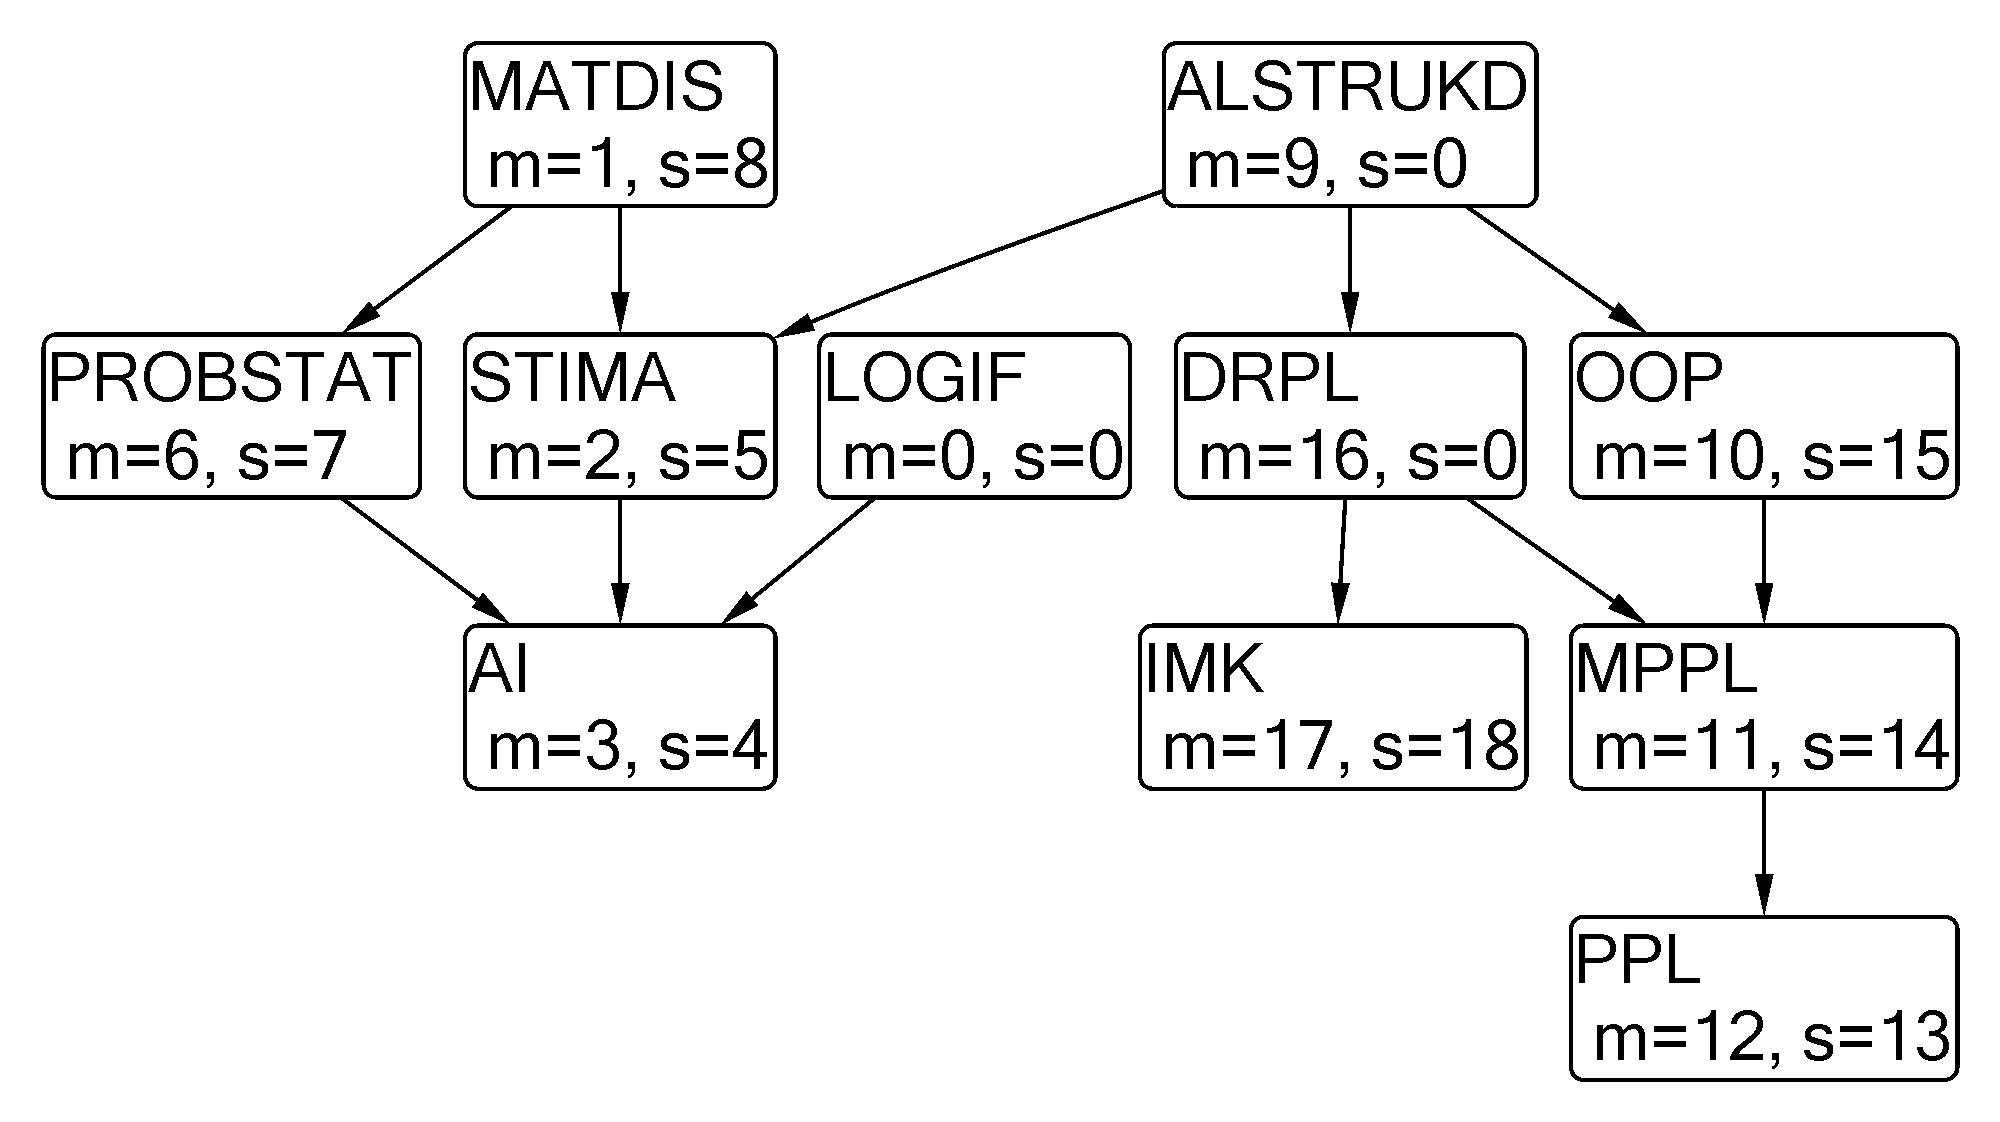 MATDIS
m=1, s=8
ALSTRUKD
m=9, s=0
PROBSTAT
m=6, s=7
STIMA
m=2, s=5
LOGIF
m=0, s=0
DRPL
m=16, s=0
OOP
m=10, s=15
AI
m=3, s=4
IMK
m=17, s=18
MPPL
m=11, s=14
PPL
m=12, s=13